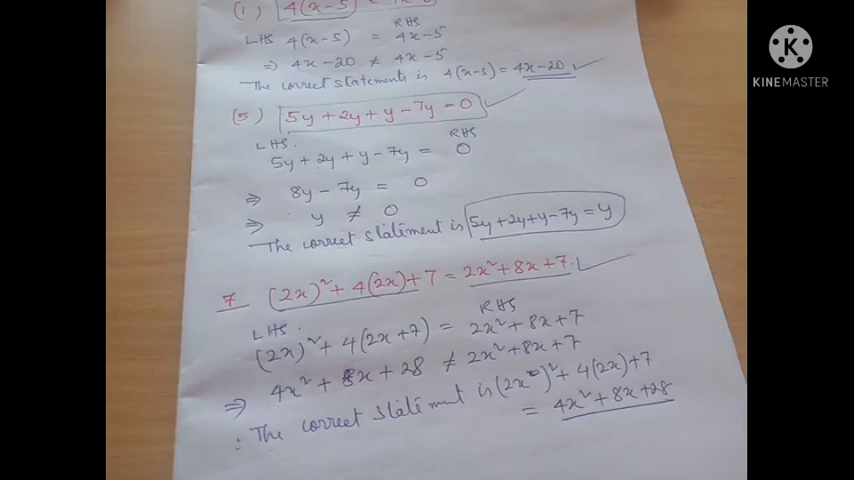 (1) 4(x-5)
LHS RHS
4(x-5) = 4x-5
⇒ 4x-20 ≠ 4x-5
The correct statements is 4(x-5) = 4x-20
(5) 5y+2y+y-7y-0
LHS. RHS
5y+2y+y-7y = 0
⇒ 8y-7y = 0
⇒ y ≠ 0
The correct statement is 5y+2y+y-7y=y
7 (2x)²+4(2x)+7 = 2x²+8x+7.
LHS. RHS
(2x)²+4(2x+7) = 2x²+8x+7
⇒ 4x²+8x+28 ≠ 2x²+8x+7
: The correct statement is (2x)²+4(2x)+7
= 4x²+8x+28
K
KINEMASTER